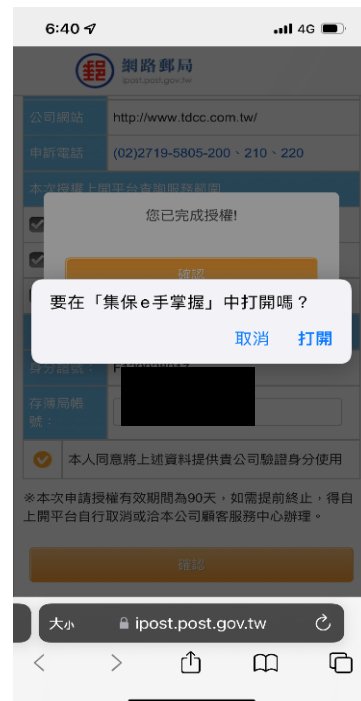 6:40
4G
郵
網路郵局
ipost.post.gov.tw
公司網站
http://www.tdcc.com.tw/
申訴電話
(02)2719-5805-200、210、220
本次授權上開平台查詢服務範圍
您已完成授權!
確認
要在「集保e手掌握」中打開嗎？
取消 打開
身分證號：
存簿局帳
號：
本人同意將上述資料提供貴公司驗證身分使用
※本次申請授權有效期間為90天，如需提前終止，得自
上開平台自行取消或洽本公司顧客服務中心辦理。
確認
大小
ipost.post.gov.tw